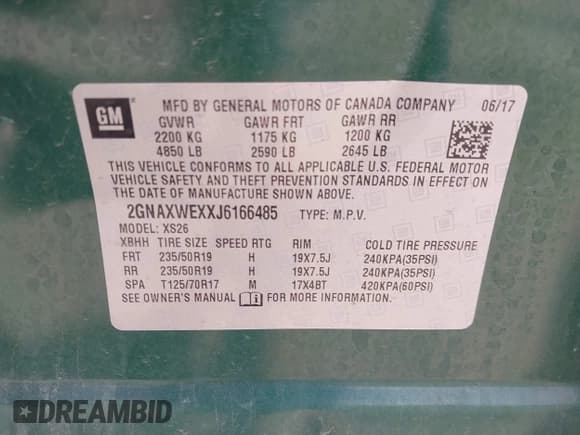 GM
MFD BY GENERAL MOTORS OF CANADA COMPANY 06/17
GVWR GAWR FRT GAWR RR
2200 KG 1175 KG 1200 KG
4850 LB 2590 LB 2645 LB
THIS VEHICLE CONFORMS TO ALL APPLICABLE U.S. FEDERAL MOTOR
VEHICLE SAFETY AND THEFT PREVENTION STANDARDS IN EFFECT ON
THE DATE OF MANUFACTURE SHOWN ABOVE.
2GNAXWEXXJ6166485 TYPE: M.P.V.
MODEL: XS26
XBHH TIRE SIZE SPEED RTG RIM COLD TIRE PRESSURE
FRT 235/50R19 H 19X7.5J 240KPA(35PSI)
RR 235/50R19 H 19X7.5J 240KPA(35PSI)
SPA T125/70R17 M 17X4BT 420KPA(60PSI)
SEE OWNER'S MANUAL i FOR MORE INFORMATION.
DREAMBID